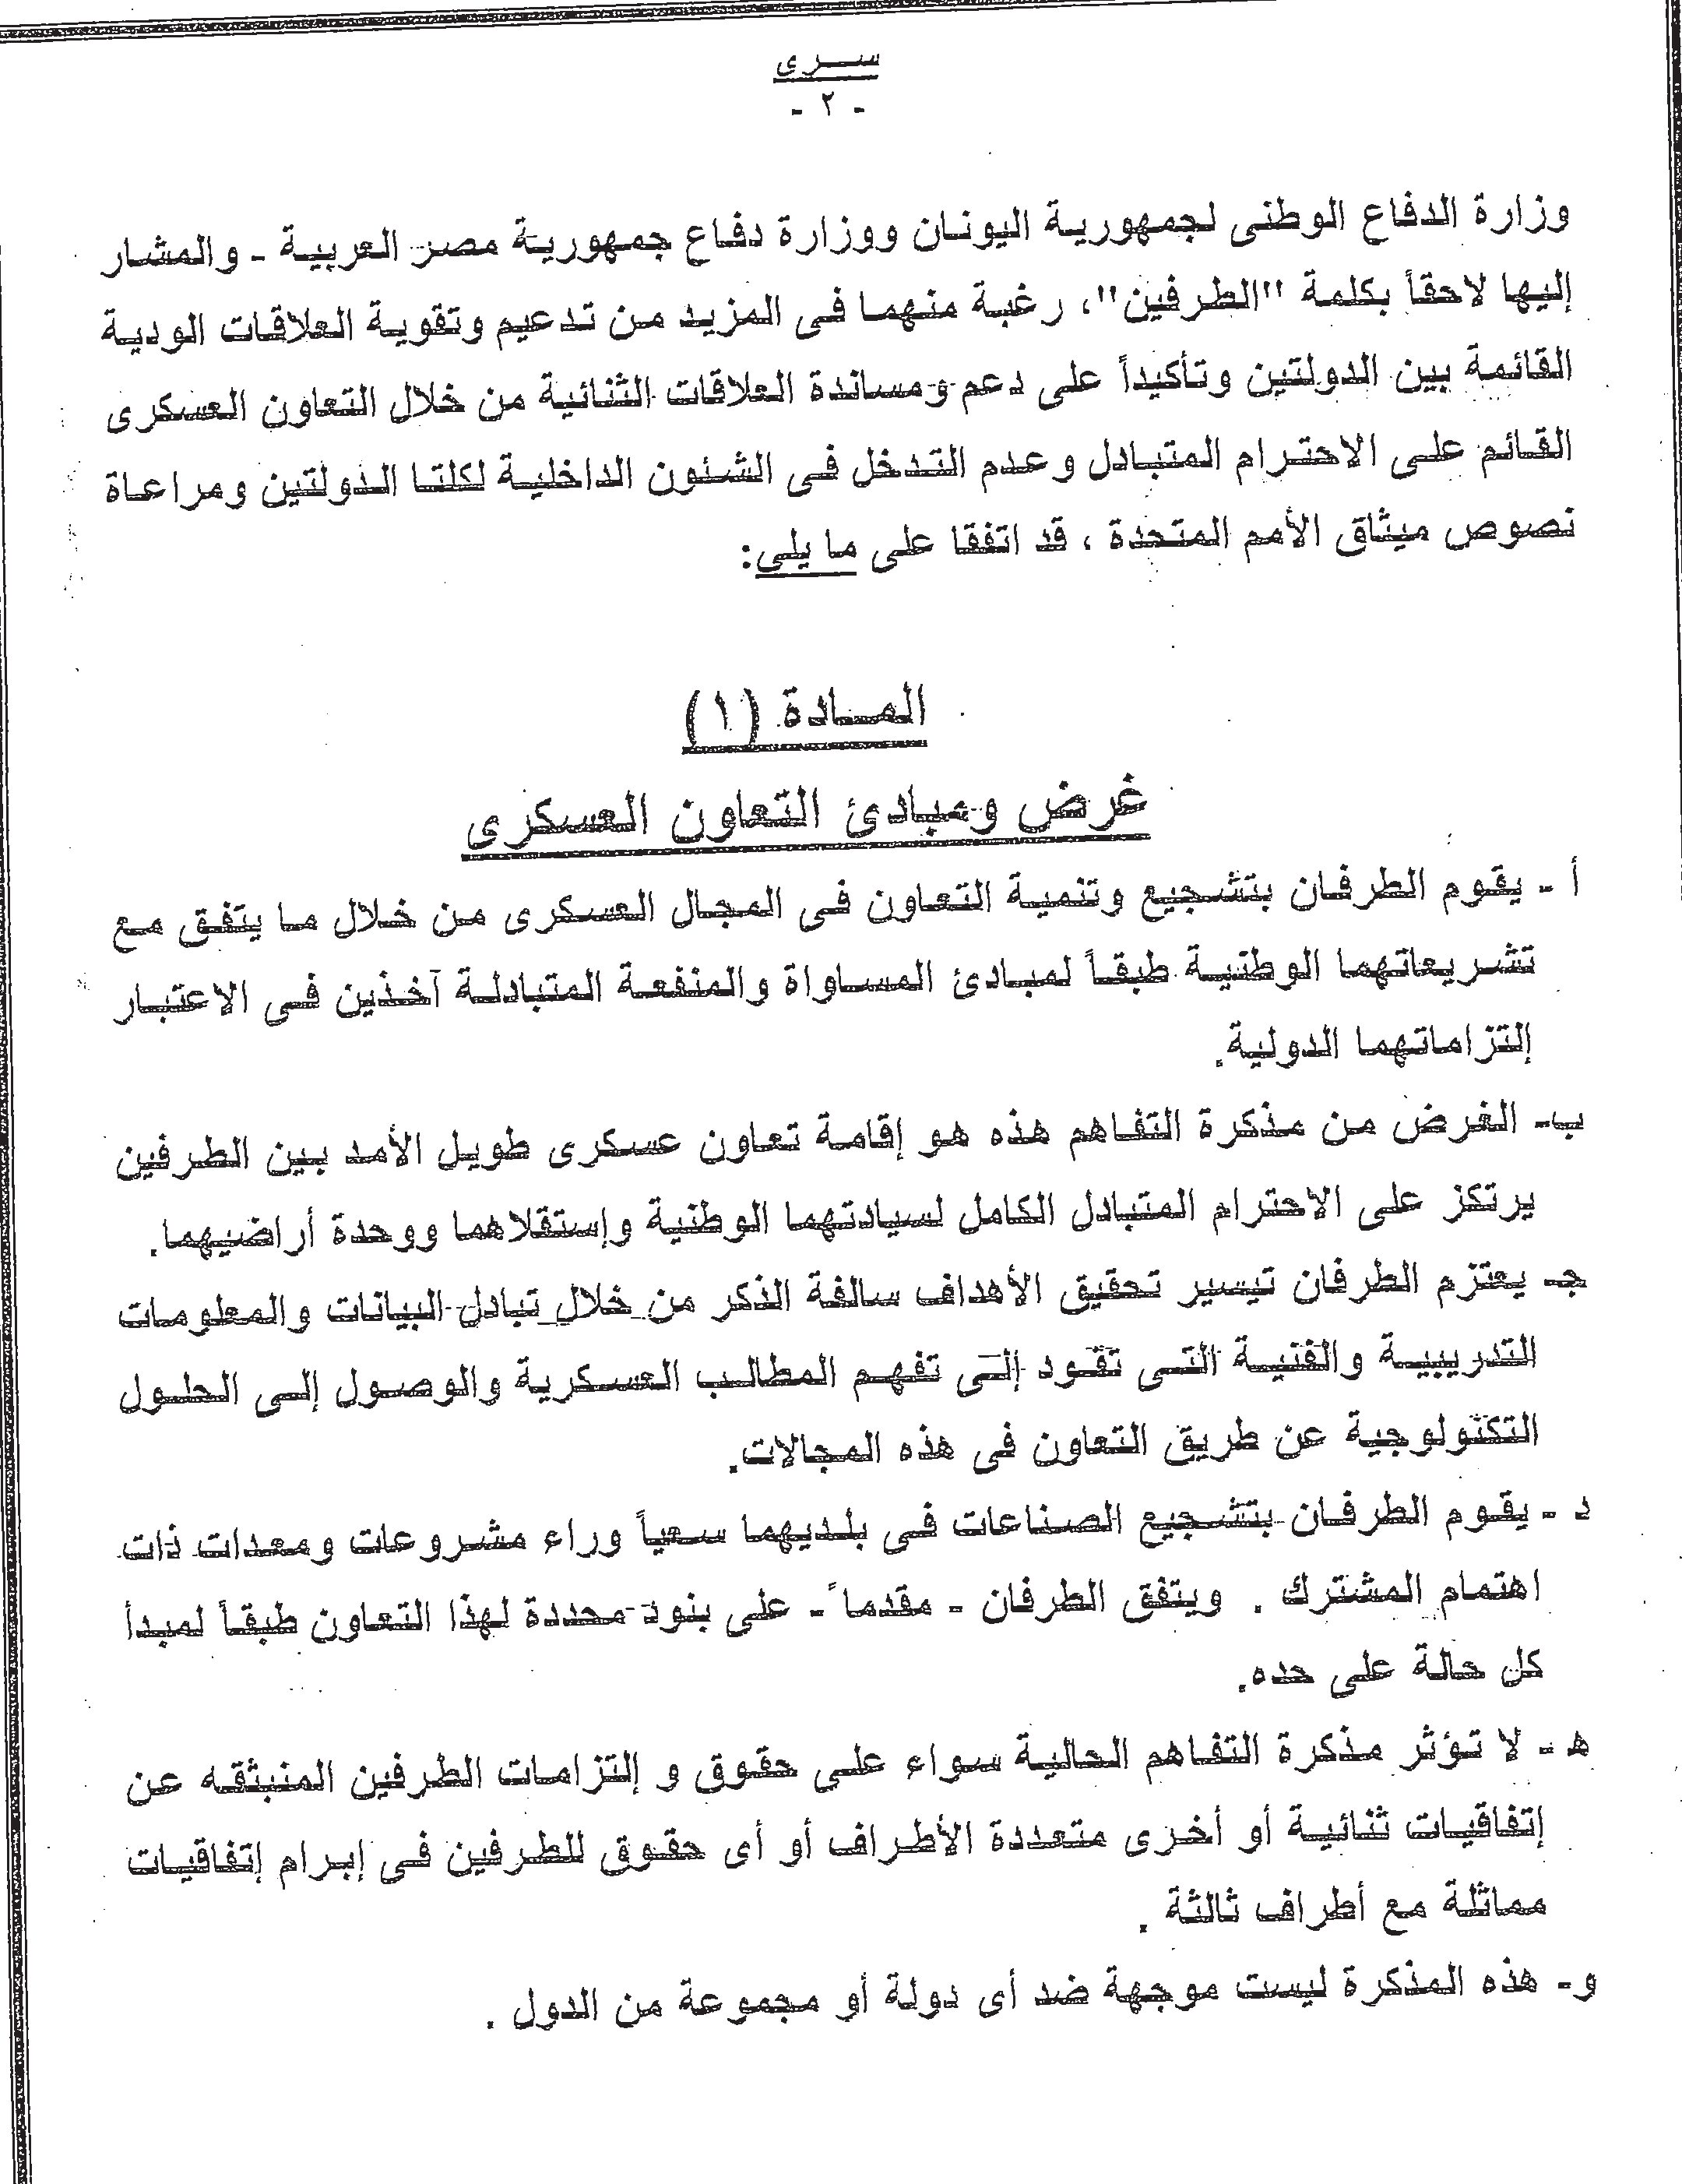 سرى
- ٢ -
وزارة الدفاع الوطنى لجمهورية اليونان ووزارة دفاع جمهورية مصر العربية - والمشار
إليها لاحقاً بكلمة "الطرفين"، رغبة منهما فى المزيد من تدعيم وتقوية العلاقات الودية
القائمة بين الدولتين وتأكيداً على دعم ومساندة العلاقات الثنائية من خلال التعاون العسكرى
القائم على الاحترام المتبادل وعدم التدخل فى الشئون الداخلية لكلتا الدولتين ومراعاة
نصوص ميثاق الأمم المتحدة ، قد اتفقا على ما يلى:
المادة (١)
غرض ومبادئ التعاون العسكرى
أ - يقوم الطرفان بتشجيع وتنمية التعاون فى المجال العسكرى من خلال ما يتفق مع
تشريعاتهما الوطنية طبقاً لمبادئ المساواة والمنفعة المتبادلة آخذين فى الاعتبار
إلتزاماتهما الدولية.
ب- الغرض من مذكرة التفاهم هذه هو إقامة تعاون عسكرى طويل الأمد بين الطرفين
يرتكز على الاحترام المتبادل الكامل لسيادتهما الوطنية وإستقلاهما ووحدة أراضيهما.
جـ- يعتزم الطرفان تيسير تحقيق الأهداف سالفة الذكر من خلال تبادل البيانات والمعلومات
التدريبية والفنية التى تقود إلى تفهم المطالب العسكرية والوصول إلى الحلول
التكنولوجية عن طريق التعاون فى هذه المجالات.
د - يقوم الطرفان بتشجيع الصناعات فى بلديهما سعياً وراء مشروعات ومعدات ذات
اهتمام المشترك . ويتفق الطرفان - مقدماً - على بنود محددة لهذا التعاون طبقاً لمبدأ
كل حالة على حده.
هـ - لا تؤثر مذكرة التفاهم الحالية سواء على حقوق و إلتزامات الطرفين المنبثقه عن
إتفاقيات ثنائية أو أخرى متعددة الأطراف أو أى حقوق للطرفين فى إبرام إتفاقيات
مماثلة مع أطراف ثالثة .
و- هذه المذكرة ليست موجهة ضد أى دولة أو مجموعة من الدول .